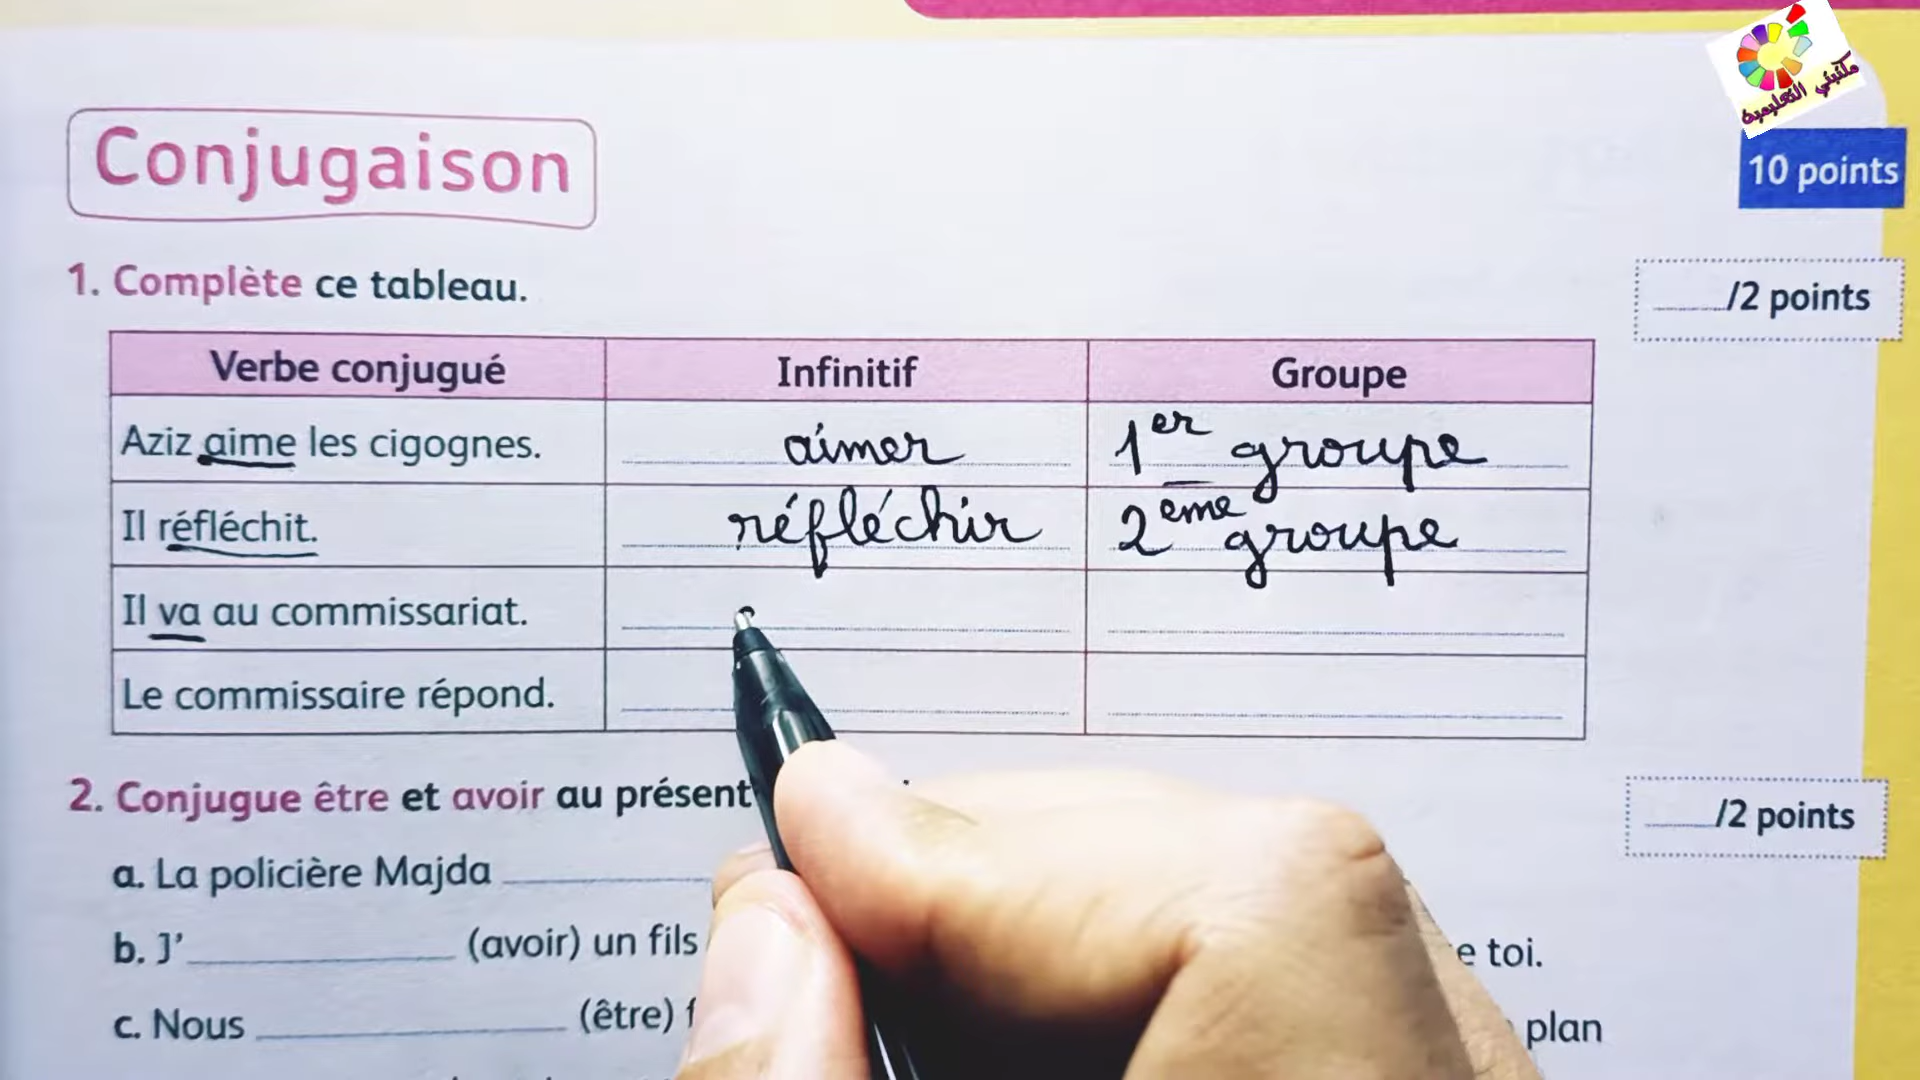 مكتبتي التعليمية
Conjugaison
10 points
1. Complète ce tableau.
/2 points
Verbe conjugué Infinitif Groupe
Aziz aime les cigognes. aimer 1er groupe
Il réfléchit. réfléchir 2ème groupe
Il va au commissariat.
Le commissaire répond.
2. Conjugue être et avoir au présent
/2 points
a. La policière Majda
b. J' (avoir) un fils e toi.
c. Nous (être) f plan